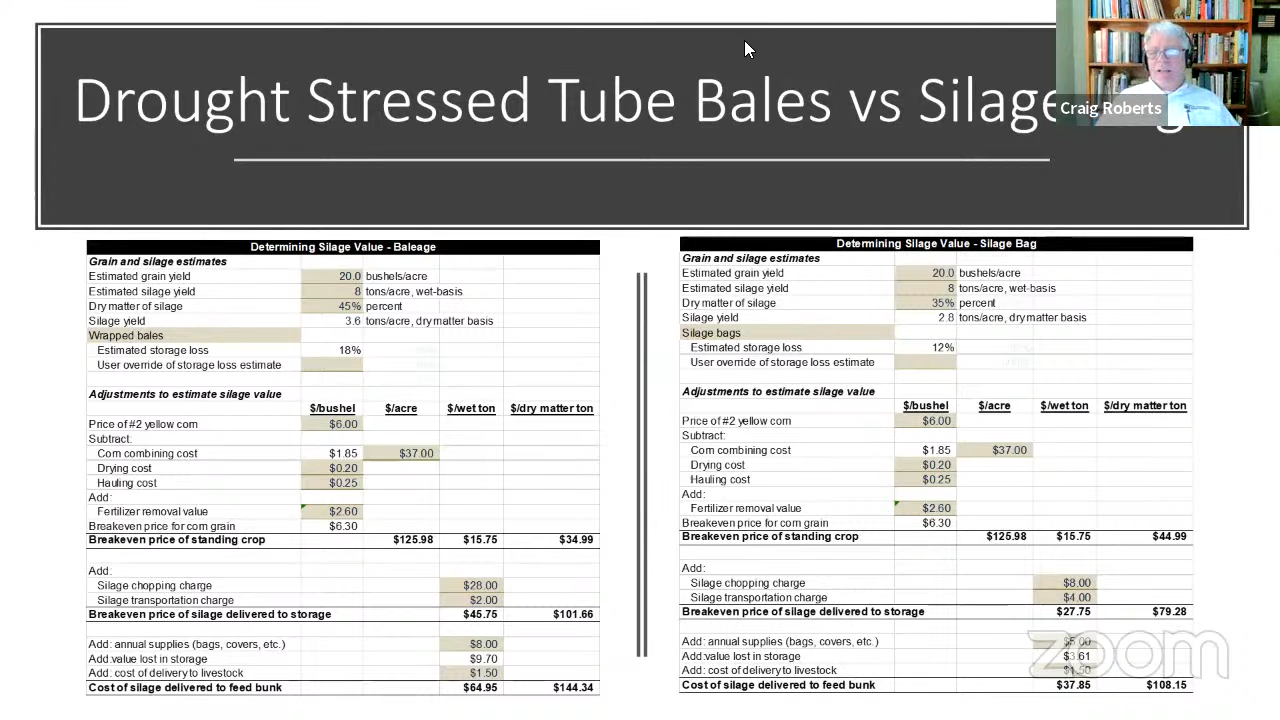 Drought Stressed Tube Bales vs Silage
Craig Roberts
Determining Silage Value - Baleage
Grain and silage estimates
Estimated grain yield 20.0 bushels/acre
Estimated silage yield 8 tons/acre, wet-basis
Dry matter of silage 45% percent
Silage yield 3.6 tons/acre, dry matter basis
Wrapped bales
Estimated storage loss 18%
User override of storage loss estimate
Adjustments to estimate silage value
$/bushel $/acre $/wet ton $/dry matter ton
Price of #2 yellow corn $6.00
Subtract:
Corn combining cost $1.85 $37.00
Drying cost $0.20
Hauling cost $0.25
Add:
Fertilizer removal value $2.60
Breakeven price for corn grain $6.30
Breakeven price of standing crop $125.98 $15.75 $34.99
Add:
Silage chopping charge $28.00
Silage transportation charge $2.00
Breakeven price of silage delivered to storage $45.75 $101.66
Add: annual supplies (bags, covers, etc.) $8.00
Add:value lost in storage $9.70
Add: cost of delivery to livestock $1.50
Cost of silage delivered to feed bunk $64.95 $144.34
Determining Silage Value - Silage Bag
Grain and silage estimates
Estimated grain yield 20.0 bushels/acre
Estimated silage yield 8 tons/acre, wet-basis
Dry matter of silage 35% percent
Silage yield 2.8 tons/acre, dry matter basis
Silage bags
Estimated storage loss 12%
User override of storage loss estimate
Adjustments to estimate silage value
$/bushel $/acre $/wet ton $/dry matter ton
Price of #2 yellow corn $6.00
Subtract:
Corn combining cost $1.85 $37.00
Drying cost $0.20
Hauling cost $0.25
Add:
Fertilizer removal value $2.60
Breakeven price for corn grain $6.30
Breakeven price of standing crop $125.98 $15.75 $44.99
Add:
Silage chopping charge $8.00
Silage transportation charge $4.00
Breakeven price of silage delivered to storage $27.75 $79.28
Add: annual supplies (bags, covers, etc.) $5.00
Add:value lost in storage $3.61
Add: cost of delivery to livestock $1.50
Cost of silage delivered to feed bunk $37.85 $108.15
zoom